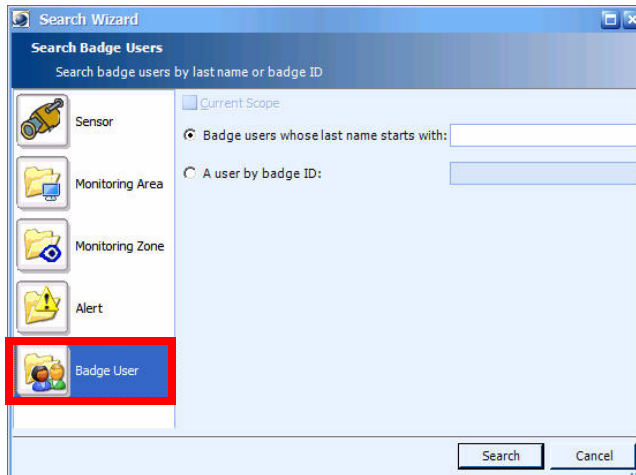 Search Wizard
Search Badge Users
Search badge users by last name or badge ID
Sensor
Monitoring Area
Monitoring Zone
Alert
Badge User
Current Scope
Badge users whose last name starts with:
A user by badge ID:
Search
Cancel